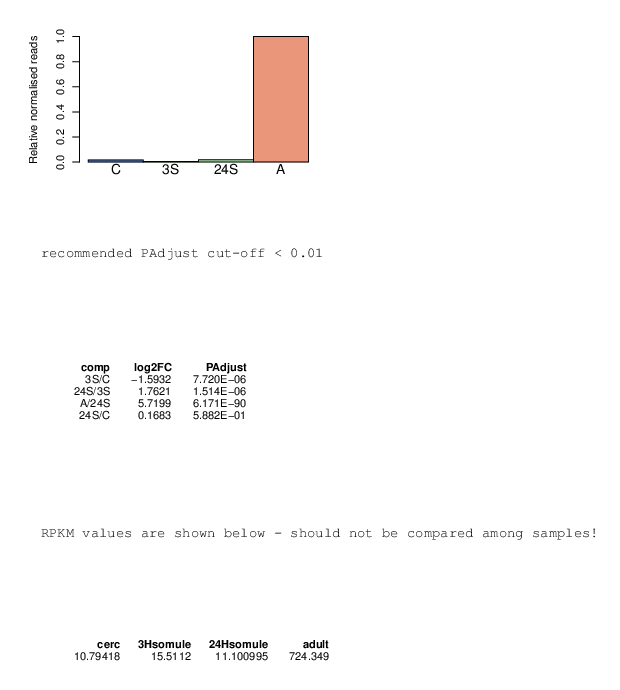 Relative normalised reads
1.0
0.8
0.6
0.4
0.2
0.0
C 3S 24S A
recommended PAdjust cut-off < 0.01
comp log2FC PAdjust
3S/C −1.5932 7.720E−06
24S/3S 1.7621 1.514E−06
A/24S 5.7199 6.171E−90
24S/C 0.1683 5.882E−01
RPKM values are shown below - should not be compared among samples!
cerc 3Hsomule 24Hsomule adult
10.79418 15.5112 11.100995 724.349